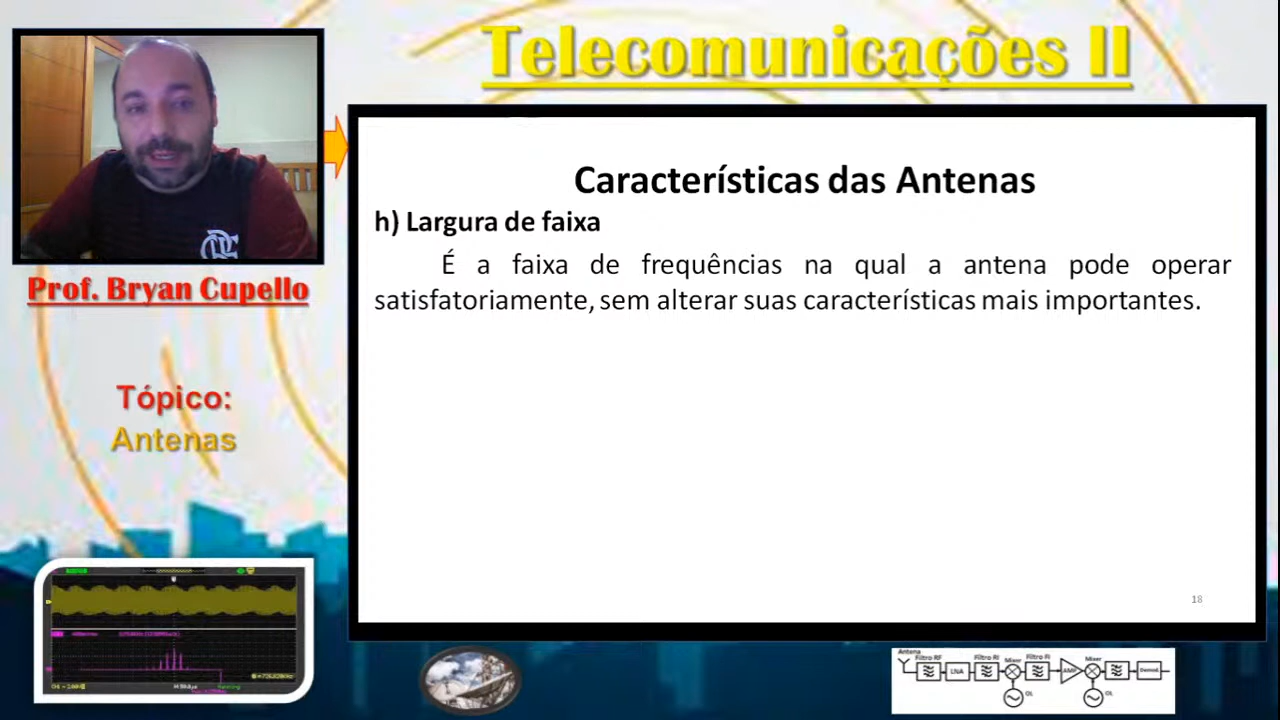 Telecomunicações II
Prof. Bryan Cupello
Tópico:
Antenas
Características das Antenas
h) Largura de faixa
É a faixa de frequências na qual a antena pode operar
satisfatoriamente, sem alterar suas características mais importantes.
18
Antena
Filtro RF
LNA
Filtro RI
Mixer
Filtro FI
AMP
Mixer
Demod.
OL
OL